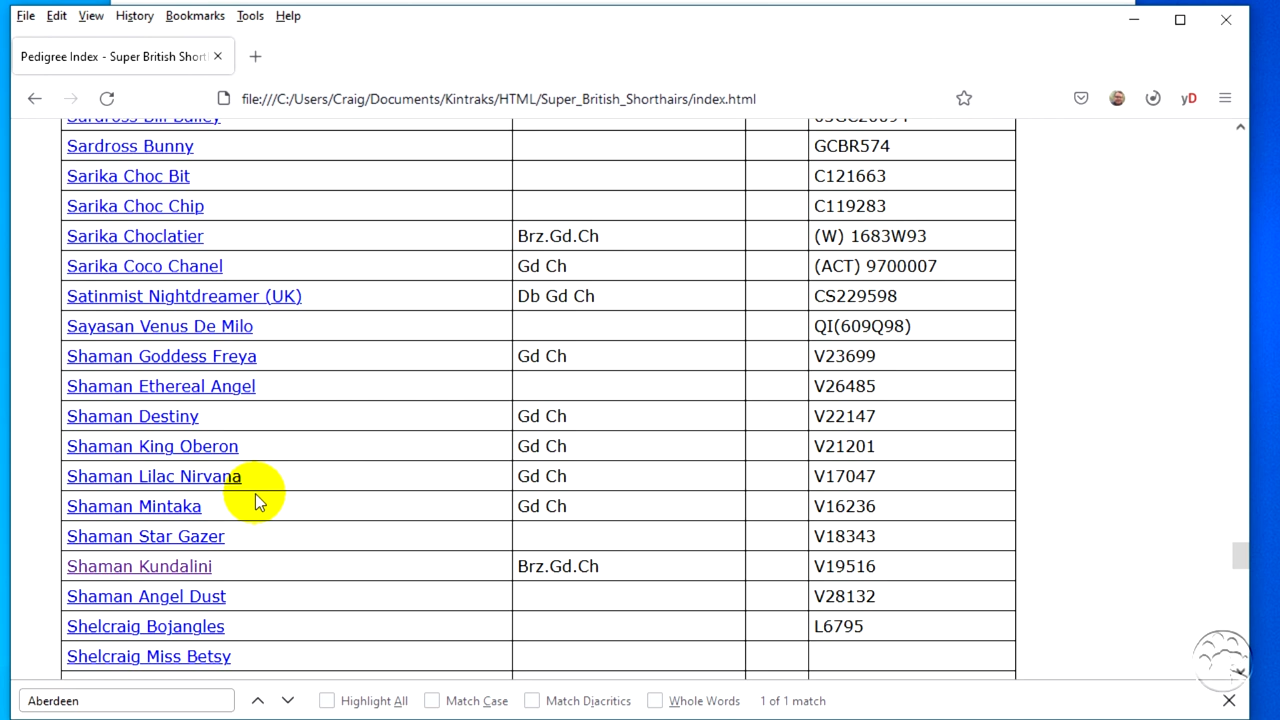 File Edit View History Bookmarks Tools Help
Pedigree Index - Super British Short
file:///C:/Users/Craig/Documents/Kintraks/HTML/Super_British_Shorthairs/index.html
yD
Sardross Bill Bailey
Sardross Bunny GCBR574
Sarika Choc Bit C121663
Sarika Choc Chip C119283
Sarika Choclatier Brz.Gd.Ch (W) 1683W93
Sarika Coco Chanel Gd Ch (ACT) 9700007
Satinmist Nightdreamer (UK) Db Gd Ch CS229598
Sayasan Venus De Milo QI(609Q98)
Shaman Goddess Freya Gd Ch V23699
Shaman Ethereal Angel V26485
Shaman Destiny Gd Ch V22147
Shaman King Oberon Gd Ch V21201
Shaman Lilac Nirvana Gd Ch V17047
Shaman Mintaka Gd Ch V16236
Shaman Star Gazer V18343
Shaman Kundalini Brz.Gd.Ch V19516
Shaman Angel Dust V28132
Shelcraig Bojangles L6795
Shelcraig Miss Betsy
Aberdeen Highlight All Match Case Match Diacritics Whole Words 1 of 1 match